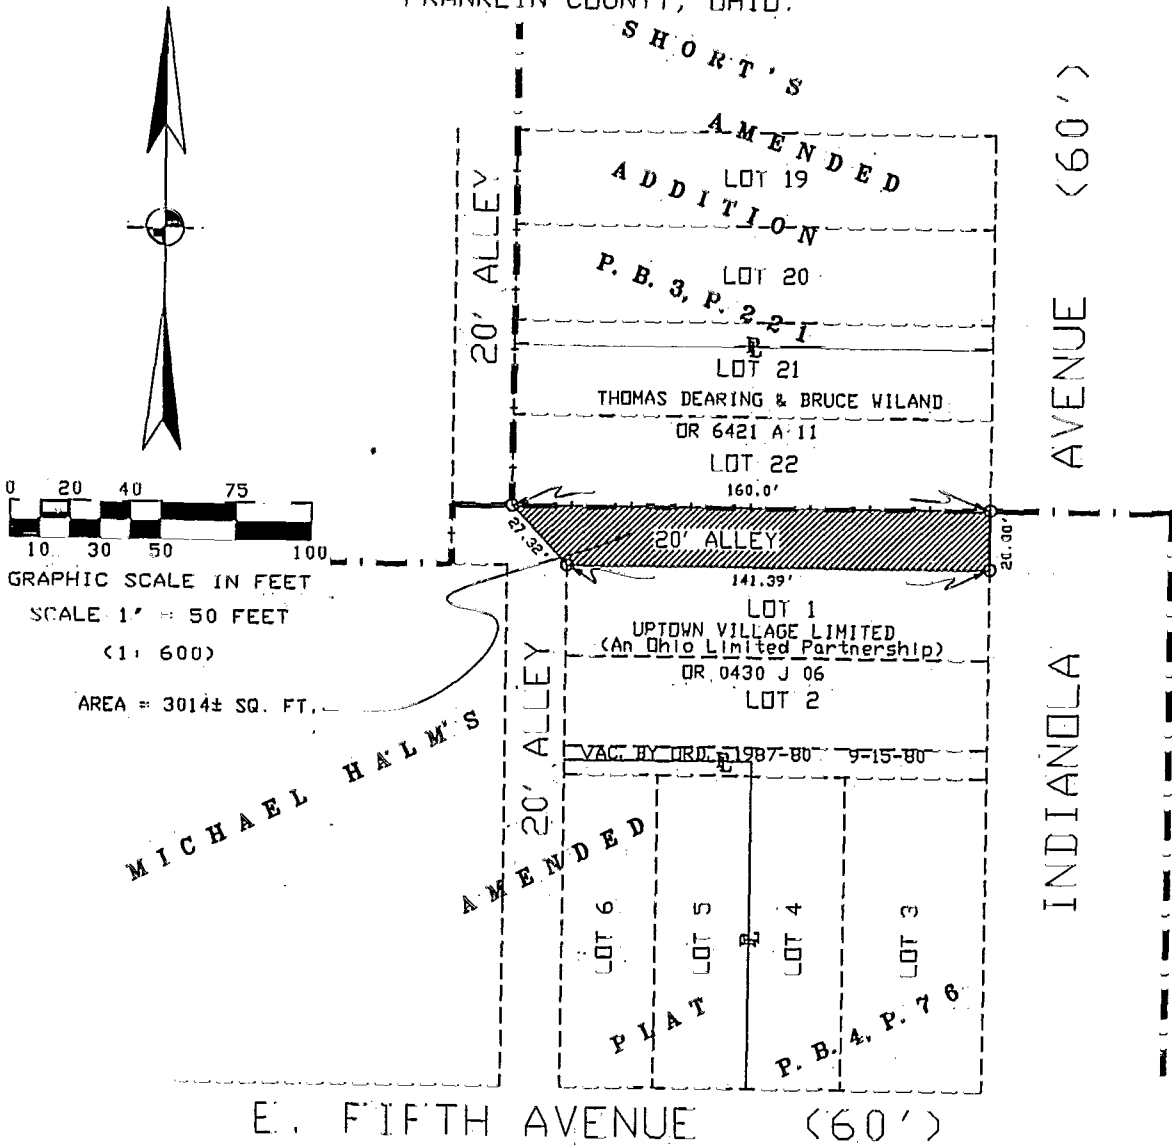 FRANKLIN COUNTY, OHIO.
SHORT'S
AMENDED
ADDITION
P. B. 3, P. 221
LOT 19
LOT 20
PL
LOT 21
THOMAS DEARING & BRUCE WILAND
OR 6421 A 11
LOT 22
160.0'
20' ALLEY
AVENUE (60')
0 20 40 75
10 30 50 100
GRAPHIC SCALE IN FEET
SCALE 1" = 50 FEET
(1: 600)
AREA = 3014± SQ. FT.
27.32'
20' ALLEY
20.00'
141.39'
LOT 1
UPTOWN VILLAGE LIMITED
(An Ohio Limited Partnership)
OR 0430 J 06
LOT 2
VAC. BY ORD. 1987-80 9-15-80
PL
20' ALLEY
INDIANOLA
MICHAEL HALM'S
AMENDED
PLAT
P. B. 4, P. 76
LOT 6
LOT 5
PL
LOT 4
LOT 3
E. FIFTH AVENUE (60')